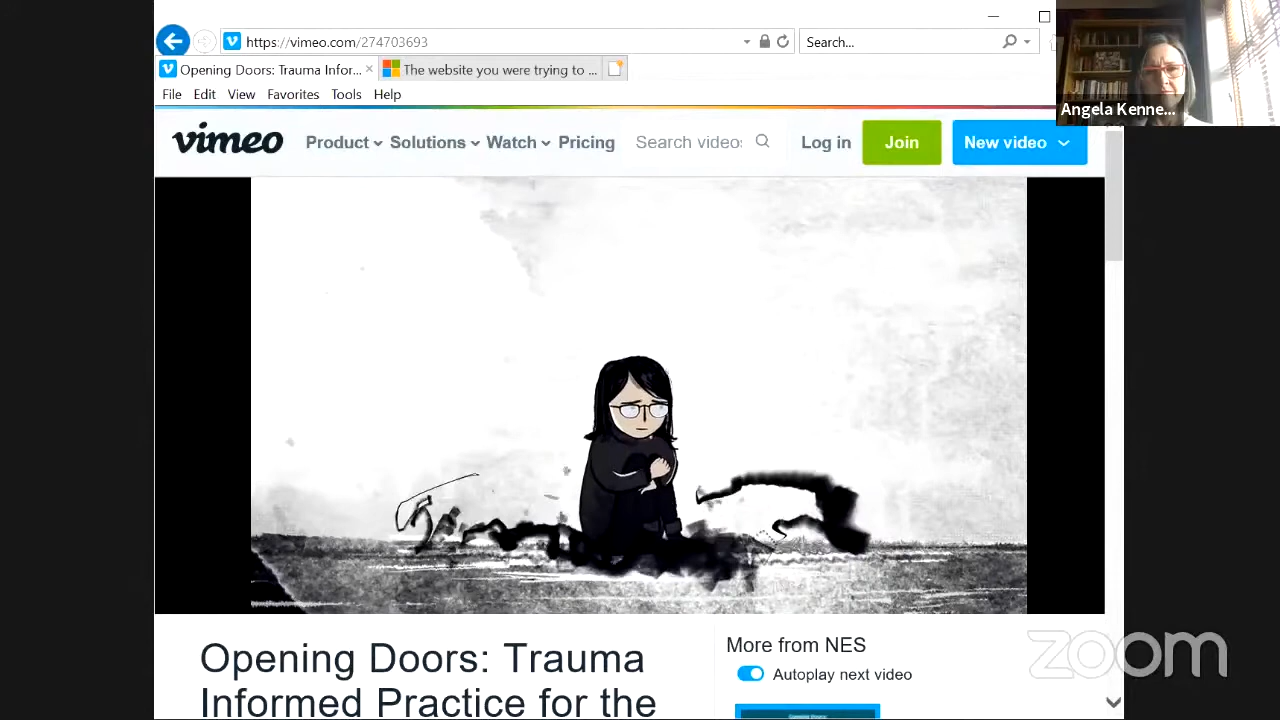 https://vimeo.com/274703693
Search...
Opening Doors: Trauma Infor...
The website you were trying to ...
File Edit View Favorites Tools Help
Angela Kenne...
vimeo
Product Solutions Watch Pricing
Search videos
Log in
Join
New video
Opening Doors: Trauma
Informed Practice for the
More from NES
Autoplay next video
Opening Doors:
zoom